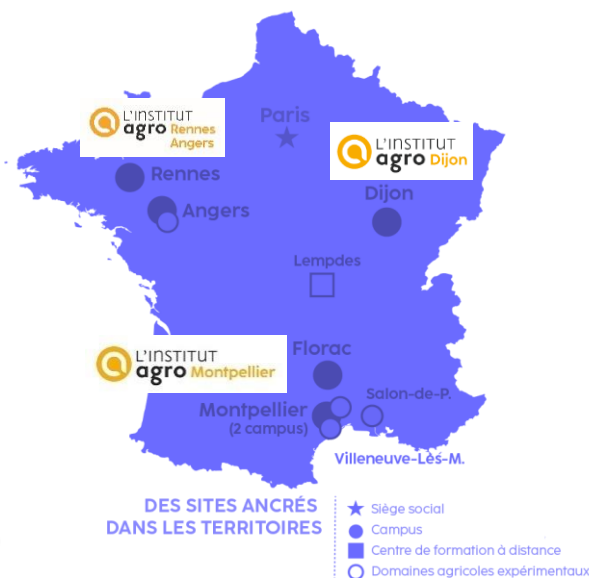 Paris
L'INSTITUT
agro Rennes
Angers
L'INSTITUT
agro Dijon
Rennes
Dijon
Angers
Lempdes
L'INSTITUT
agro Montpellier
Florac
Salon-de-P.
Montpellier
(2 campus)
Villeneuve-Lès-M.
DES SITES ANCRÉS
DANS LES TERRITOIRES
Siège social
Campus
Centre de formation à distance
Domaines agricoles expérimentaux